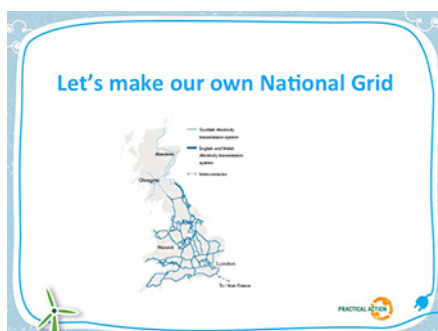 Let's make our own National Grid
Scottish electricity
transmission system
English and Welsh
electricity transmission
system
Interconnector
Aberdeen
Glasgow
Warwick
London
To / from France
PRACTICAL ACTION